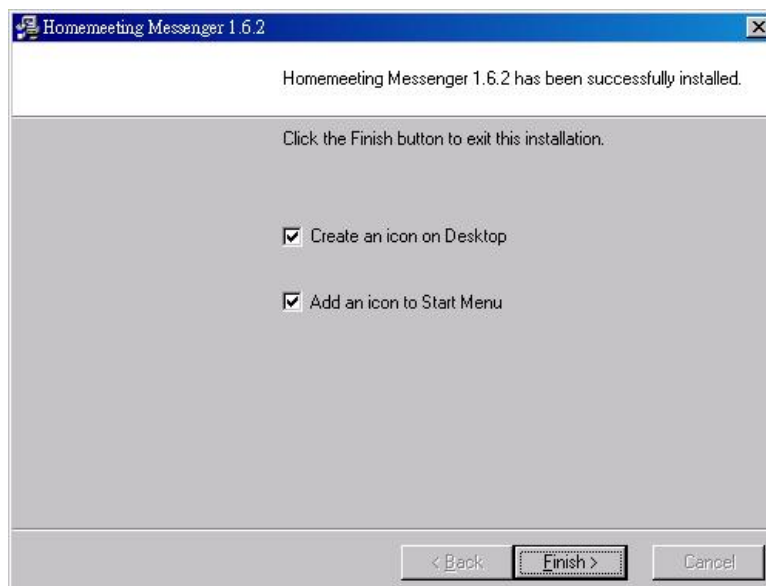 Homemeeting Messenger 1.6.2
Homemeeting Messenger 1.6.2 has been successfully installed.
Click the Finish button to exit this installation.
Create an icon on Desktop
Add an icon to Start Menu
< Back
Finish >
Cancel